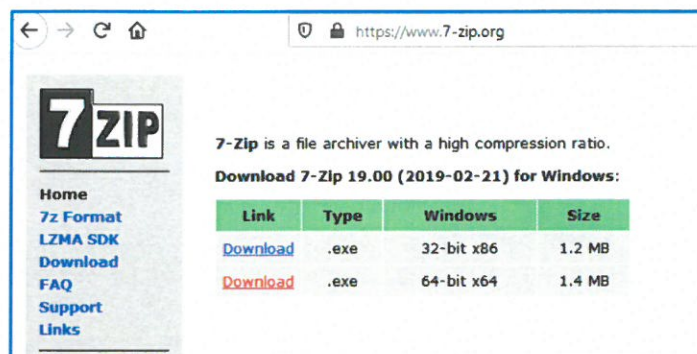 https://www.7-zip.org
7ZIP
Home
7z Format
LZMA SDK
Download
FAQ
Support
Links
7-Zip is a file archiver with a high compression ratio.
Download 7-Zip 19.00 (2019-02-21) for Windows:
Link Type Windows Size
Download .exe 32-bit x86 1.2 MB
Download .exe 64-bit x64 1.4 MB